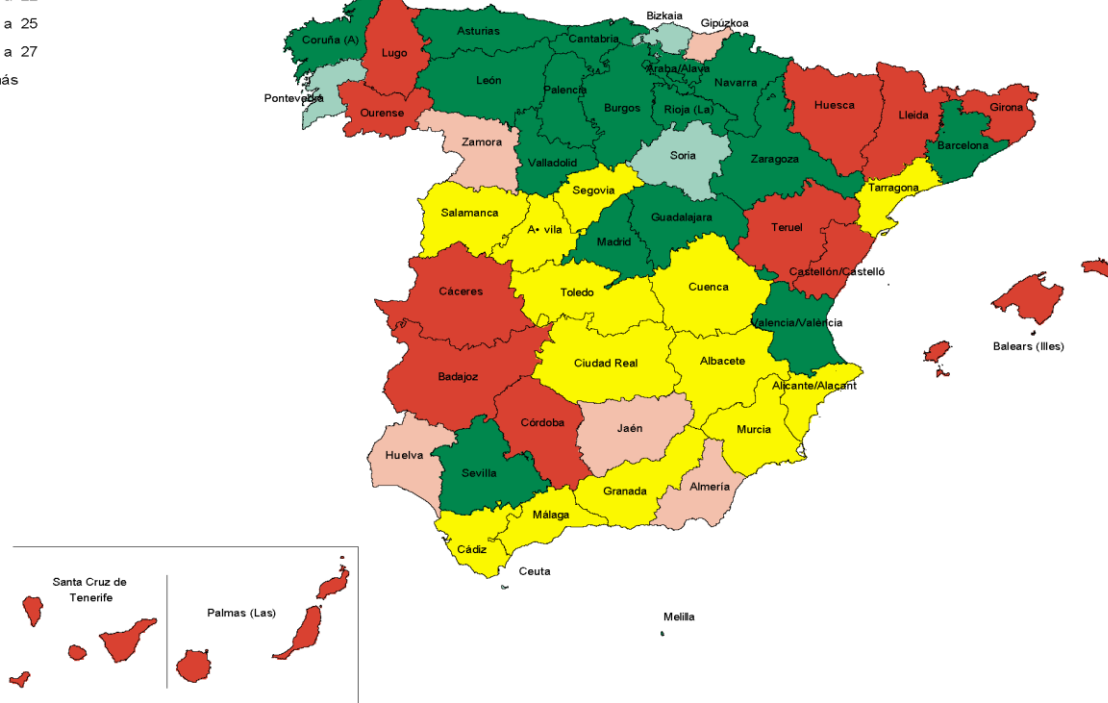 a 25
a 27
Bizkaia
Gipúzkoa
Coruña (A)
Lugo
Asturias
Cantabria
Araba/Alava
Navarra
León
Palencia
Burgos
Rioja (La)
Huesca
Lleida
Girona
Pontevedra
Ourense
Zamora
Valladolid
Soria
Zaragoza
Barcelona
Tarragona
Segovia
Salamanca
A• vila
Madrid
Guadalajara
Teruel
Castellón/Castelló
Cáceres
Toledo
Cuenca
Valencia/València
Balears (Illes)
Badajoz
Ciudad Real
Albacete
Alicante/Alacant
Córdoba
Jaén
Murcia
Huelva
Sevilla
Granada
Almería
Málaga
Cádiz
Ceuta
Melilla
Santa Cruz de
Tenerife
Palmas (Las)